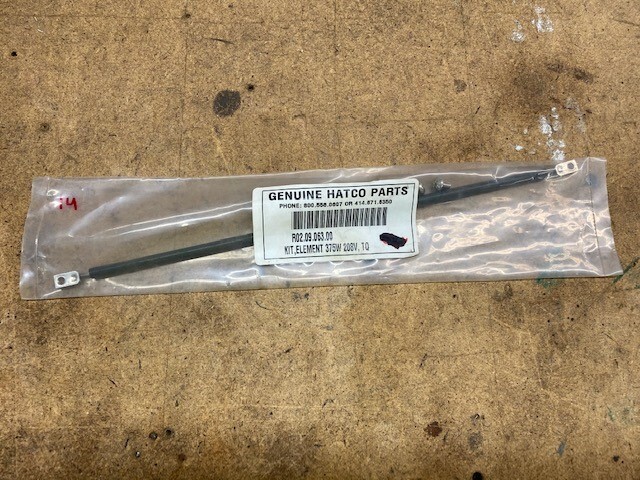 14
GENUINE HATCO PARTS
PHONE: 800.558.0607 OR 414.671.6350
R02.09.063.00
KIT,ELEMENT 375W 208V, TQ